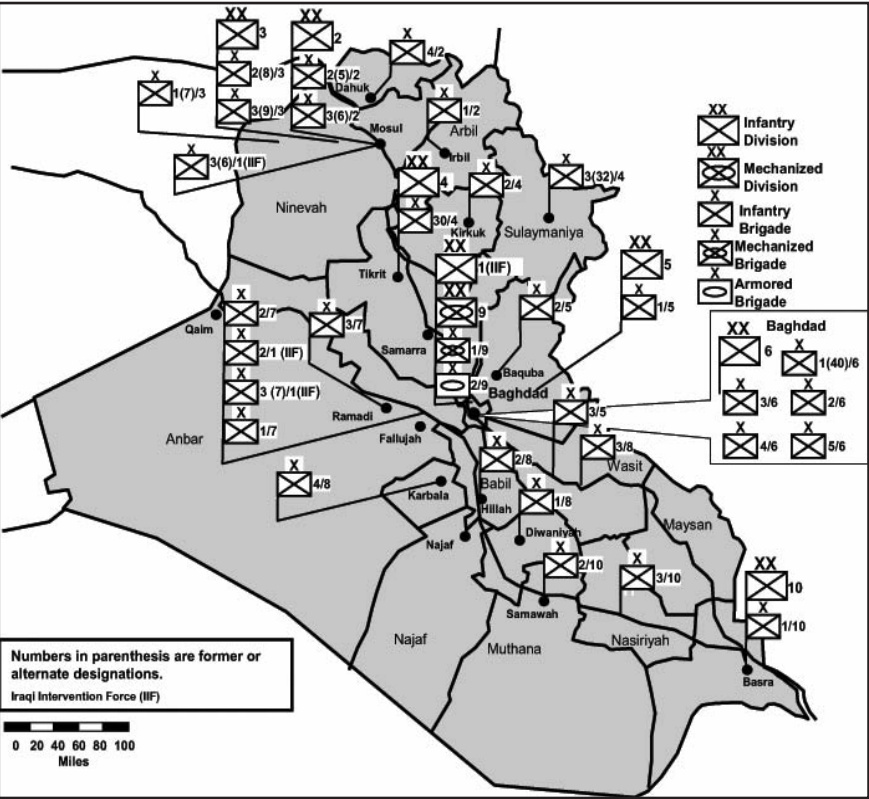 XX
3
X
2(8)/3
X
3(9)/3
XX
2
X
2(5)/2
X
3(6)/2
X
4/2
Dahuk
X
1(7)/3
X
1/2
Arbil
Irbil
Mosul
X
3(6)/1(IIF)
XX
4
X
30/4
X
2/4
Kirkuk
X
3(32)/4
Ninevah
Sulaymaniya
Tikrit
XX
1(IIF)
XX
9
X
1/9
X
2/9
XX
5
X
1/5
X
2/5
Qaim
X
2/7
X
2/1 (IIF)
X
3 (7)/1(IIF)
X
1/7
X
3/7
Samarra
Baquba
Baghdad
X
3/5
X
3/8
Wasit
Ramadi
Fallujah
Anbar
X
4/8
Karbala
X
2/8
Babil
Hillah
X
1/8
Diwaniyah
Najaf
Maysan
X
2/10
Samawah
X
3/10
XX
10
X
1/10
Najaf
Muthana
Nasiriyah
Basra
XX
Infantry
Division
XX
Mechanized
Division
X
Infantry
Brigade
X
Mechanized
Brigade
X
Armored
Brigade
Baghdad
XX
6
X
1(40)/6
X
3/6
X
2/6
X
4/6
X
5/6
Numbers in parenthesis are former or
alternate designations.
Iraqi Intervention Force (IIF)
0 20 40 60 80 100
Miles